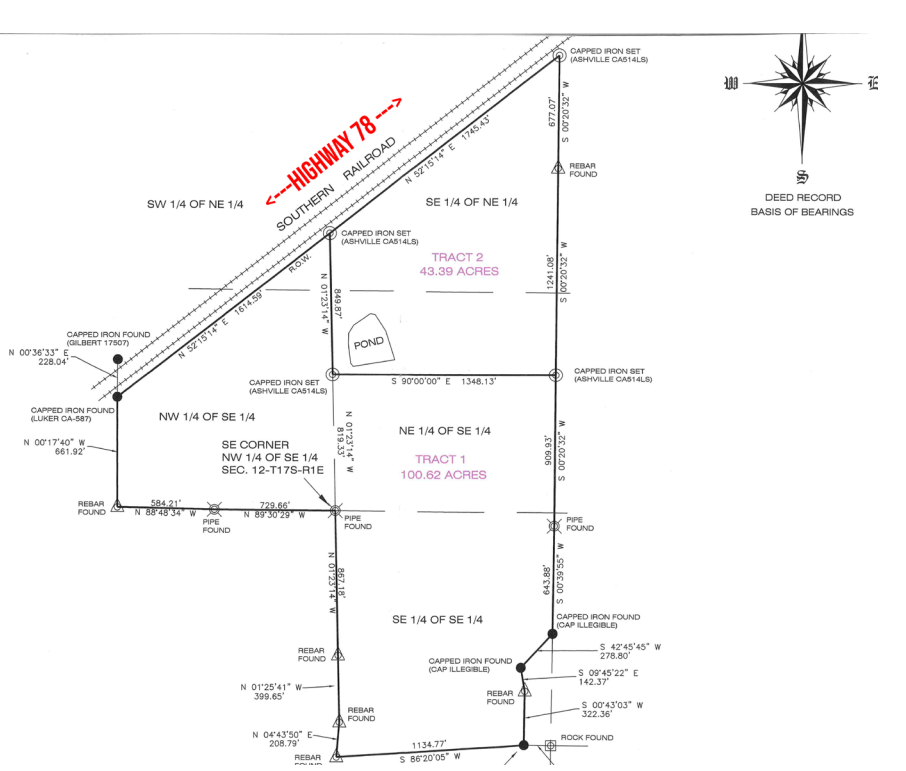 CAPPED IRON SET
(ASHVILLE CA514LS)
W
E
S
DEED RECORD
BASIS OF BEARINGS
677.07'
S 00°20'32" W
REBAR
FOUND
<---HIGHWAY 78 --->
SOUTHERN RAILROAD
N 52°15'14" E 1745.43'
SW 1/4 OF NE 1/4
SE 1/4 OF NE 1/4
CAPPED IRON SET
(ASHVILLE CA514LS)
R.O.W.
TRACT 2
43.39 ACRES
1241.08'
S 00°20'32" W
N 01°23'14" W
849.87'
N 52°15'14" E 1614.59'
POND
CAPPED IRON FOUND
(GILBERT 17507)
N 00°36'33" E
228.04'
CAPPED IRON SET
(ASHVILLE CA514LS)
S 90°00'00" E 1348.13'
CAPPED IRON SET
(ASHVILLE CA514LS)
CAPPED IRON FOUND
(LUKER CA-587)
NW 1/4 OF SE 1/4
N 00°17'40" W
661.92'
SE CORNER
NW 1/4 OF SE 1/4
SEC. 12-T17S-R1E
N 01°23'14" W
819.33'
NE 1/4 OF SE 1/4
TRACT 1
100.62 ACRES
909.93'
S 00°20'32" W
REBAR
FOUND
584.21'
N 88°48'34" W
PIPE
FOUND
729.66'
N 89°30'29" W
PIPE
FOUND
PIPE
FOUND
N 01°23'14" W
867.18'
643.88'
S 00°39'55" W
SE 1/4 OF SE 1/4
CAPPED IRON FOUND
(CAP ILLEGIBLE)
S 42°45'45" W
278.80'
REBAR
FOUND
CAPPED IRON FOUND
(CAP ILLEGIBLE)
S 09°45'22" E
142.37'
N 01°25'41" W
399.65'
REBAR
FOUND
S 00°43'03" W
322.36'
REBAR
FOUND
N 04°43'50" E
208.79'
1134.77'
S 86°20'05" W
ROCK FOUND
REBAR
FOUND